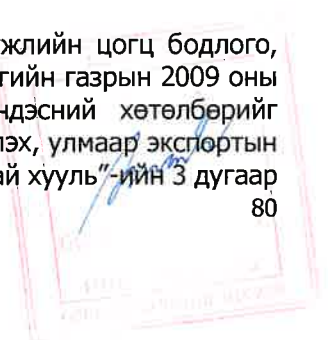 жлийн цогц бодлого,
гийн газрын 2009 оны
ндэсний хөтөлбөрийг
лэх, улмаар экспортын
ай хууль"-ийн 3 дугаар
80